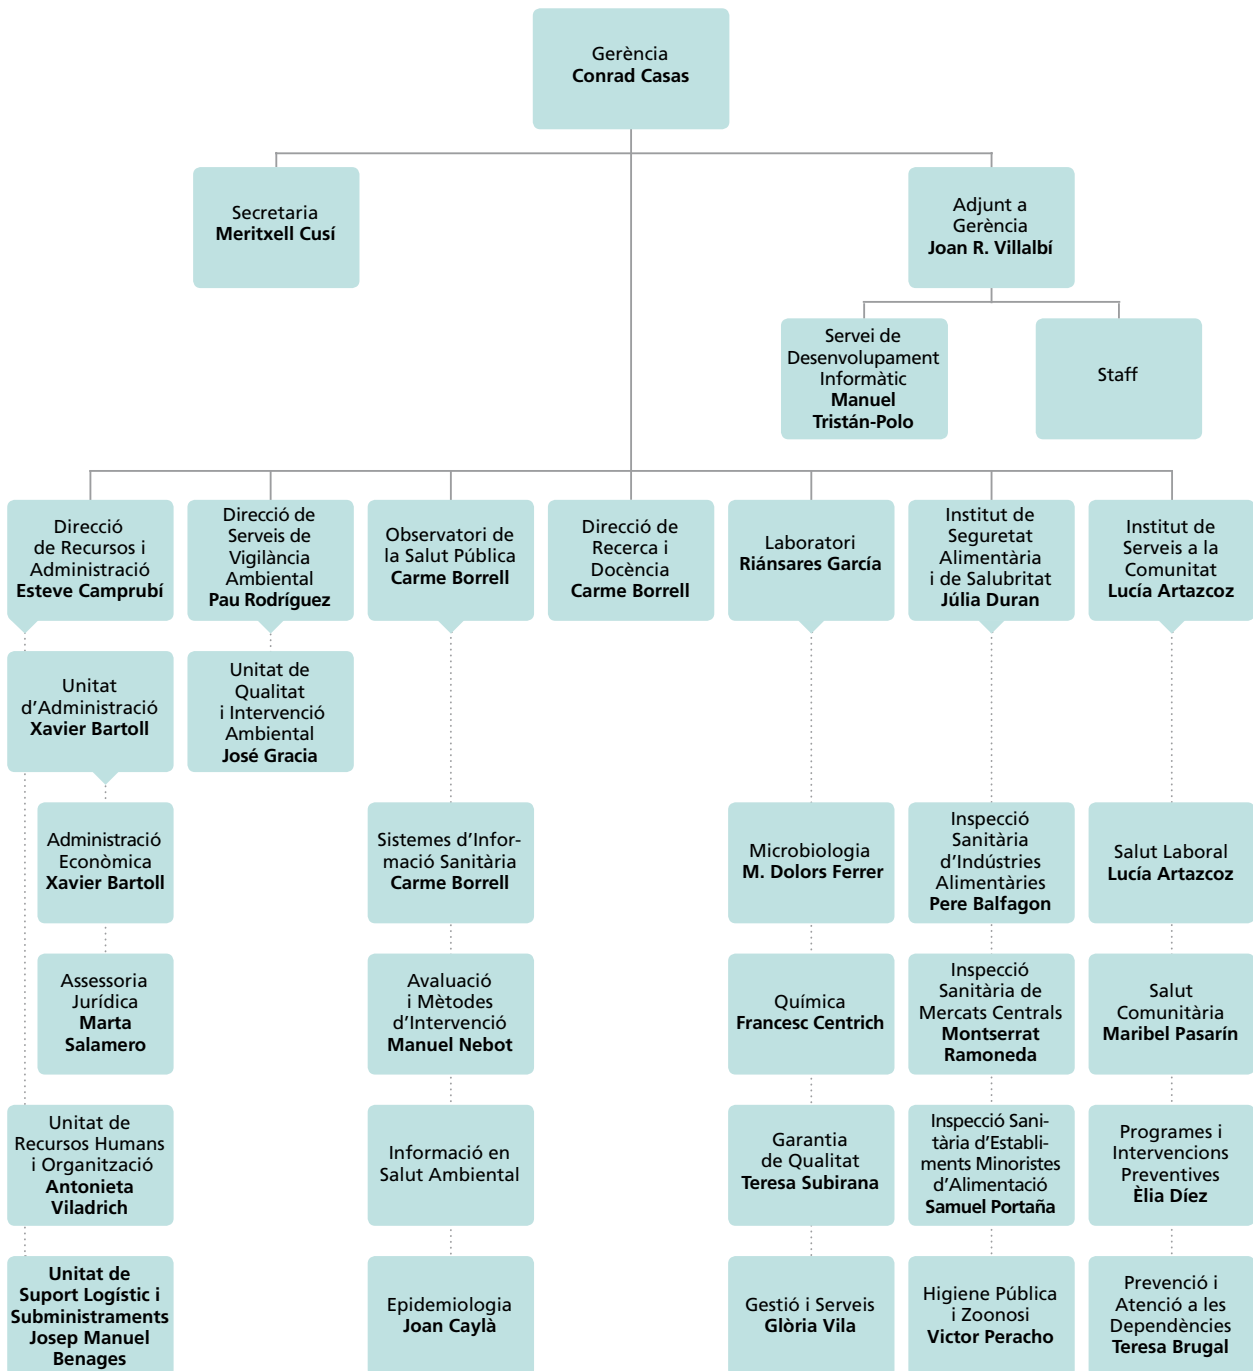 Gerència
Conrad Casas
Secretaria
Meritxell Cusí
Adjunt a
Gerència
Joan R. Villalbí
Servei de
Desenvolupament
Informàtic
Manuel
Tristán-Polo
Staff
Direcció
de Recursos i
Administració
Esteve Camprubí
Direcció de
Serveis de
Vigilància
Ambiental
Pau Rodríguez
Observatori de
la Salut Pública
Carme Borrell
Direcció de
Recerca i
Docència
Carme Borrell
Laboratori
Riánsares García
Institut de
Seguretat
Alimentària
i de Salubritat
Júlia Duran
Institut de
Serveis a la
Comunitat
Lucía Artazcoz
Unitat
d’Administració
Xavier Bartoll
Unitat de
Qualitat
i Intervenció
Ambiental
José Gracia
Administració
Econòmica
Xavier Bartoll
Sistemes d’Infor-
mació Sanitària
Carme Borrell
Microbiologia
M. Dolors Ferrer
Inspecció
Sanitària
d’Indústries
Alimentàries
Pere Balfagon
Salut Laboral
Lucía Artazcoz
Assessoria
Jurídica
Marta
Salamero
Avaluació
i Mètodes
d’Intervenció
Manuel Nebot
Química
Francesc Centrich
Inspecció
Sanitària de
Mercats Centrals
Montserrat
Ramoneda
Salut
Comunitària
Maribel Pasarín
Unitat de
Recursos Humans
i Organització
Antonieta
Viladrich
Informació en
Salut Ambiental
Garantia
de Qualitat
Teresa Subirana
Inspecció Sani-
tària d’Establi-
ments Minoristes
d’Alimentació
Samuel Portaña
Programes i
Intervencions
Preventives
Èlia Díez
Unitat de
Suport Logístic i
Subministraments
Josep Manuel
Benages
Epidemiologia
Joan Caylà
Gestió i Serveis
Glòria Vila
Higiene Pública
i Zoonosi
Victor Peracho
Prevenció i
Atenció a les
Dependències
Teresa Brugal